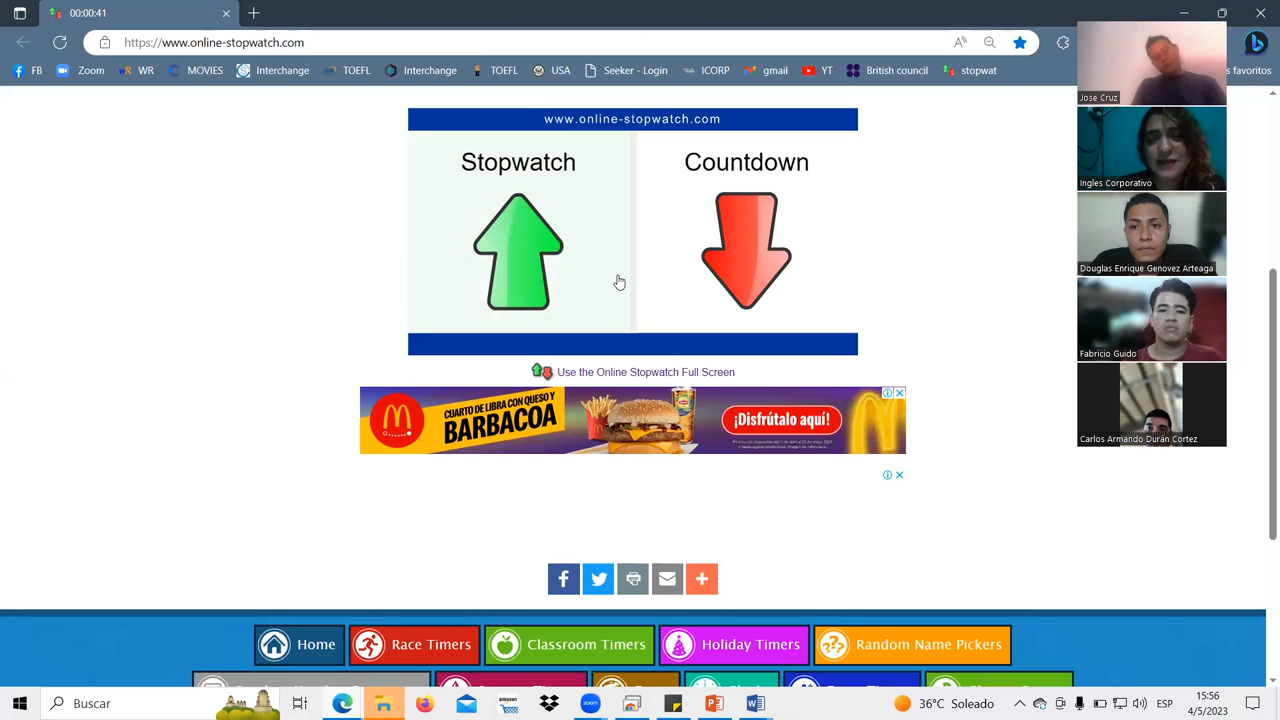 00:00:41
https://www.online-stopwatch.com
FB
Zoom
WR
MOVIES
Interchange
TOEFL
Interchange
TOEFL
USA
Seeker - Login
ICORP
gmail
YT
British council
stopwat
s favoritos
www.online-stopwatch.com
Stopwatch
Countdown
Use the Online Stopwatch Full Screen
CUARTO DE LIBRA CON QUESO Y
BARBACOA
¡Disfrútalo aquí!
Home
Race Timers
Classroom Timers
Holiday Timers
Random Name Pickers
Jose Cruz
Ingles Corporativo
Douglas Enrique Genovez Arteaga
Fabricio Guido
Carlos Armando Durán Cortez
Buscar
amazon
zoom
36°C Soleado
ESP
15:56
4/5/2023